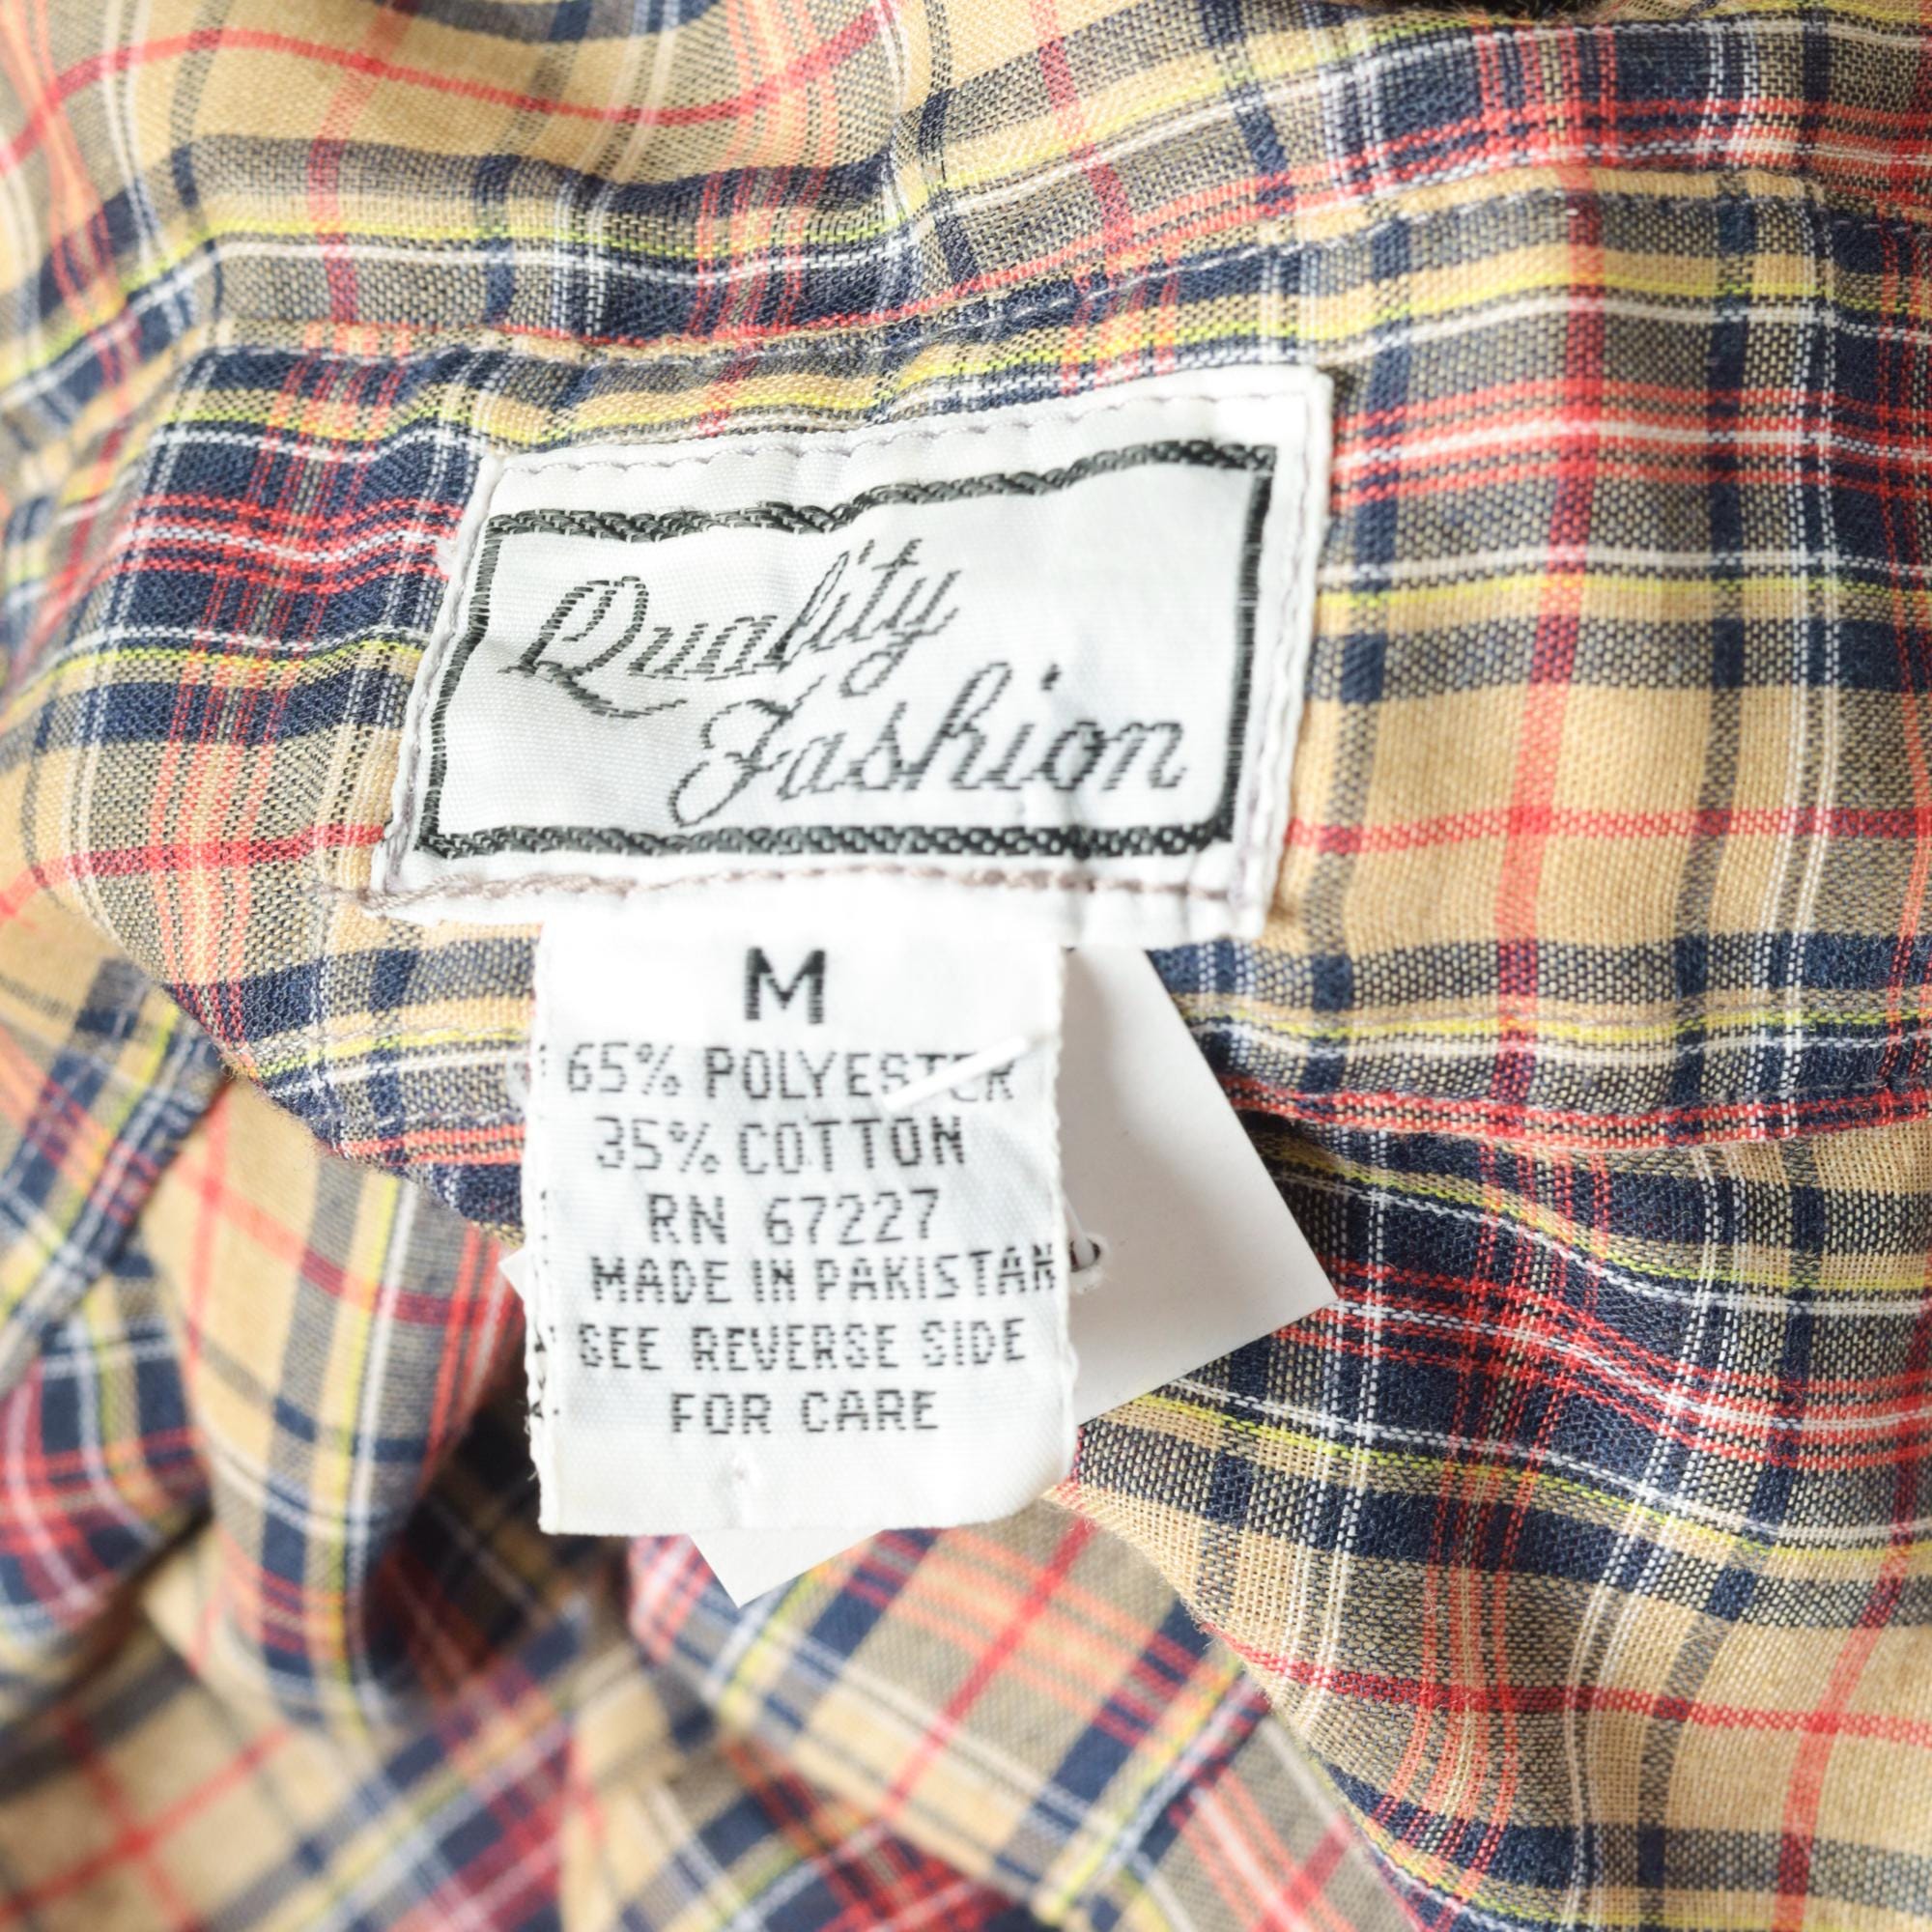 Quality
Fashion
M
65% POLYESTER
35% COTTON
RN 67227
MADE IN PAKISTAN
SEE REVERSE SIDE
FOR CARE